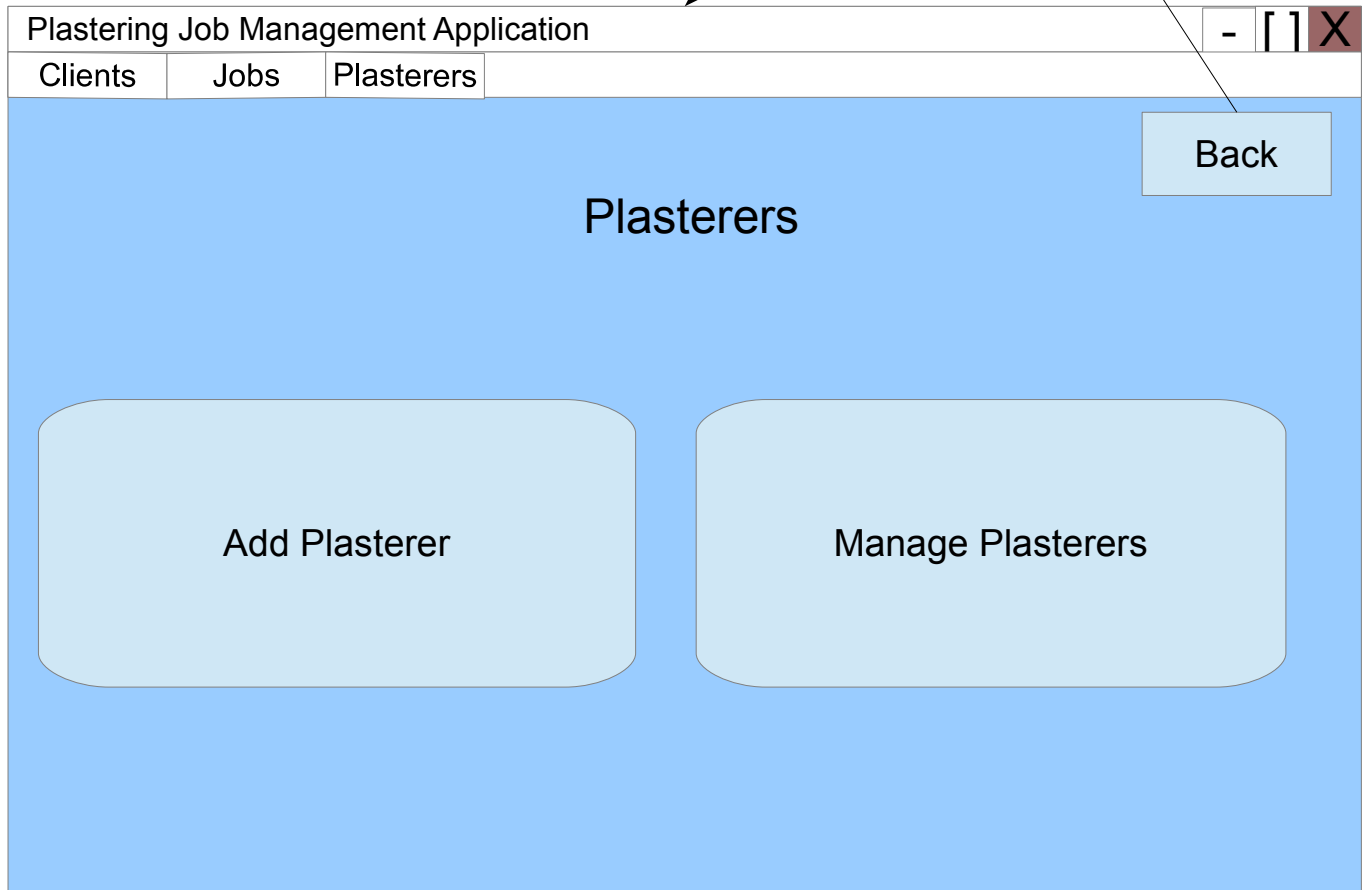 Plastering Job Management Application
- [ ] X
Clients Jobs Plasterers
Back
Plasterers
Add Plasterer Manage Plasterers